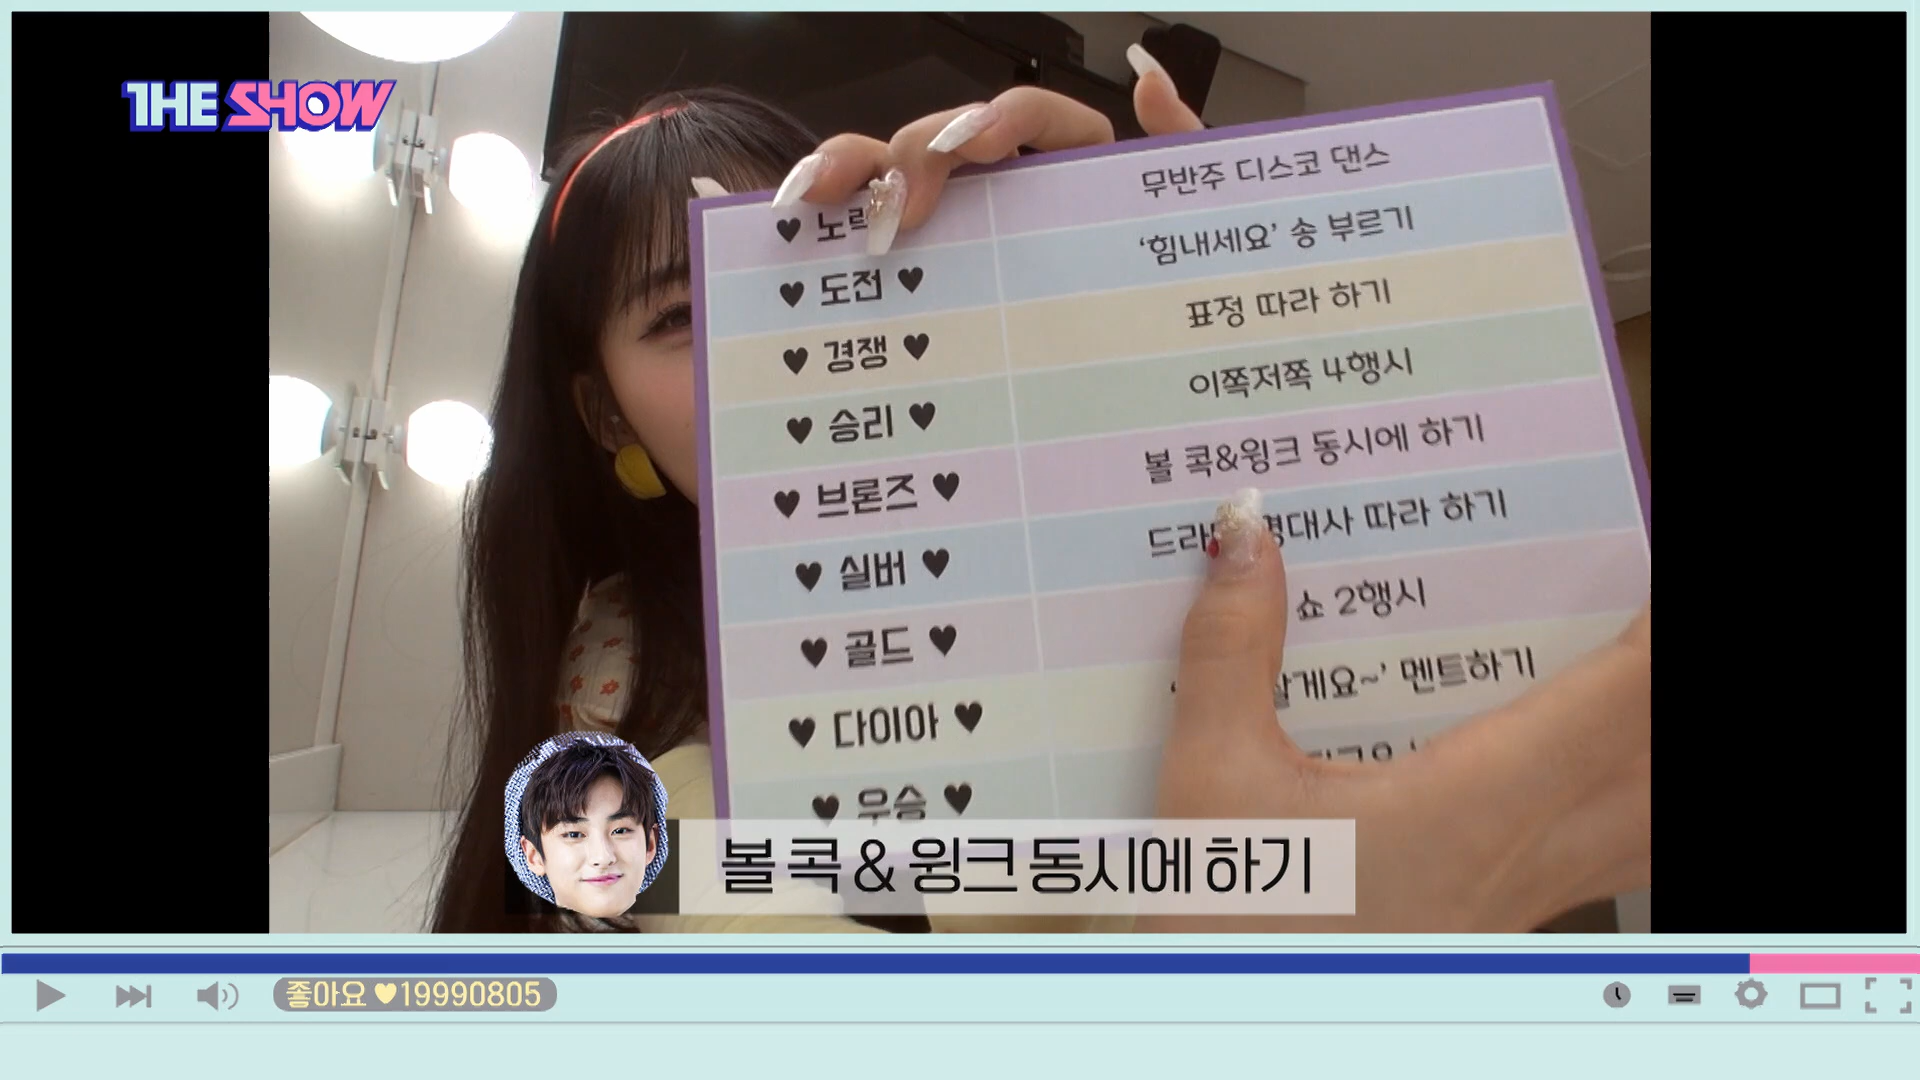 THE SHOW
무반주 디스코 댄스
♥ 도전 ♥ ‘힘내세요’ 송 부르기
♥ 경쟁 ♥ 표정 따라 하기
♥ 승리 ♥ 이쪽저쪽 4행시
♥ 브론즈 ♥ 볼 콕&윙크 동시에 하기
♥ 실버 ♥ 따라 하기
♥ 골드 ♥ 쇼 2행시
♥ 다이아 ♥ 멘트하기
♥ 우승 ♥
볼 콕 & 윙크 동시에 하기
좋아요 ♥19990805